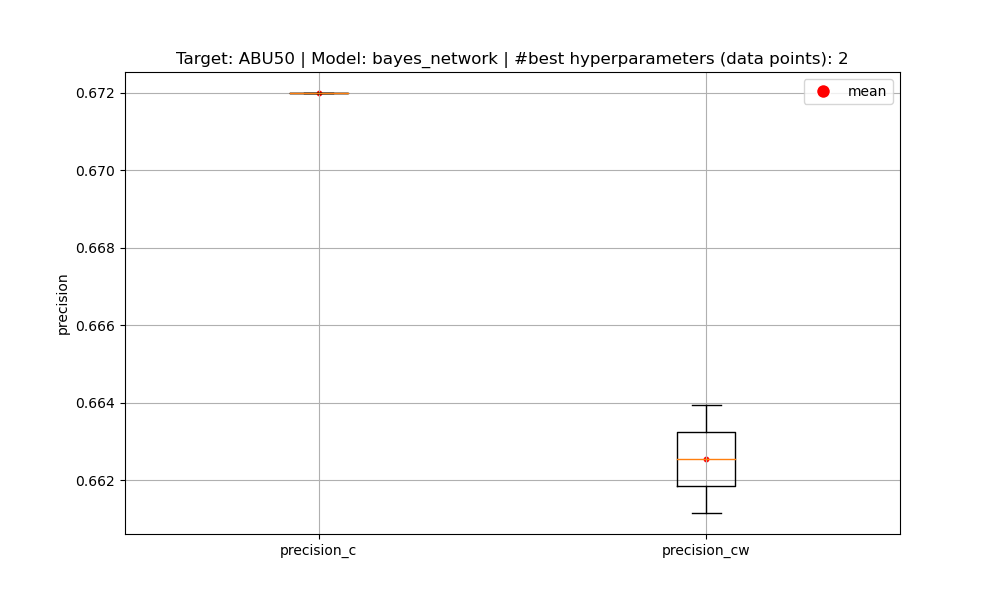 Target: ABU50 | Model: bayes_network | #best hyperparameters (data points): 2
mean
0.672
0.670
0.668
0.666
0.664
0.662
precision
precision_c
precision_cw